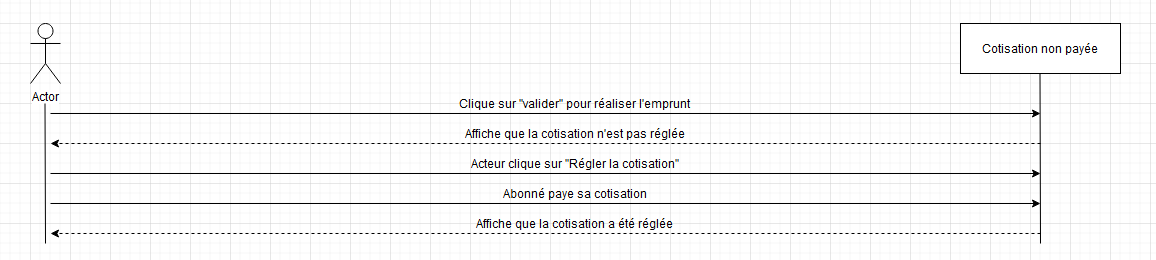 Cotisation non payée
Actor
Clique sur "valider" pour réaliser l'emprunt
Affiche que la cotisation n'est pas réglée
Acteur clique sur "Régler la cotisation"
Abonné paye sa cotisation
Affiche que la cotisation a été réglée